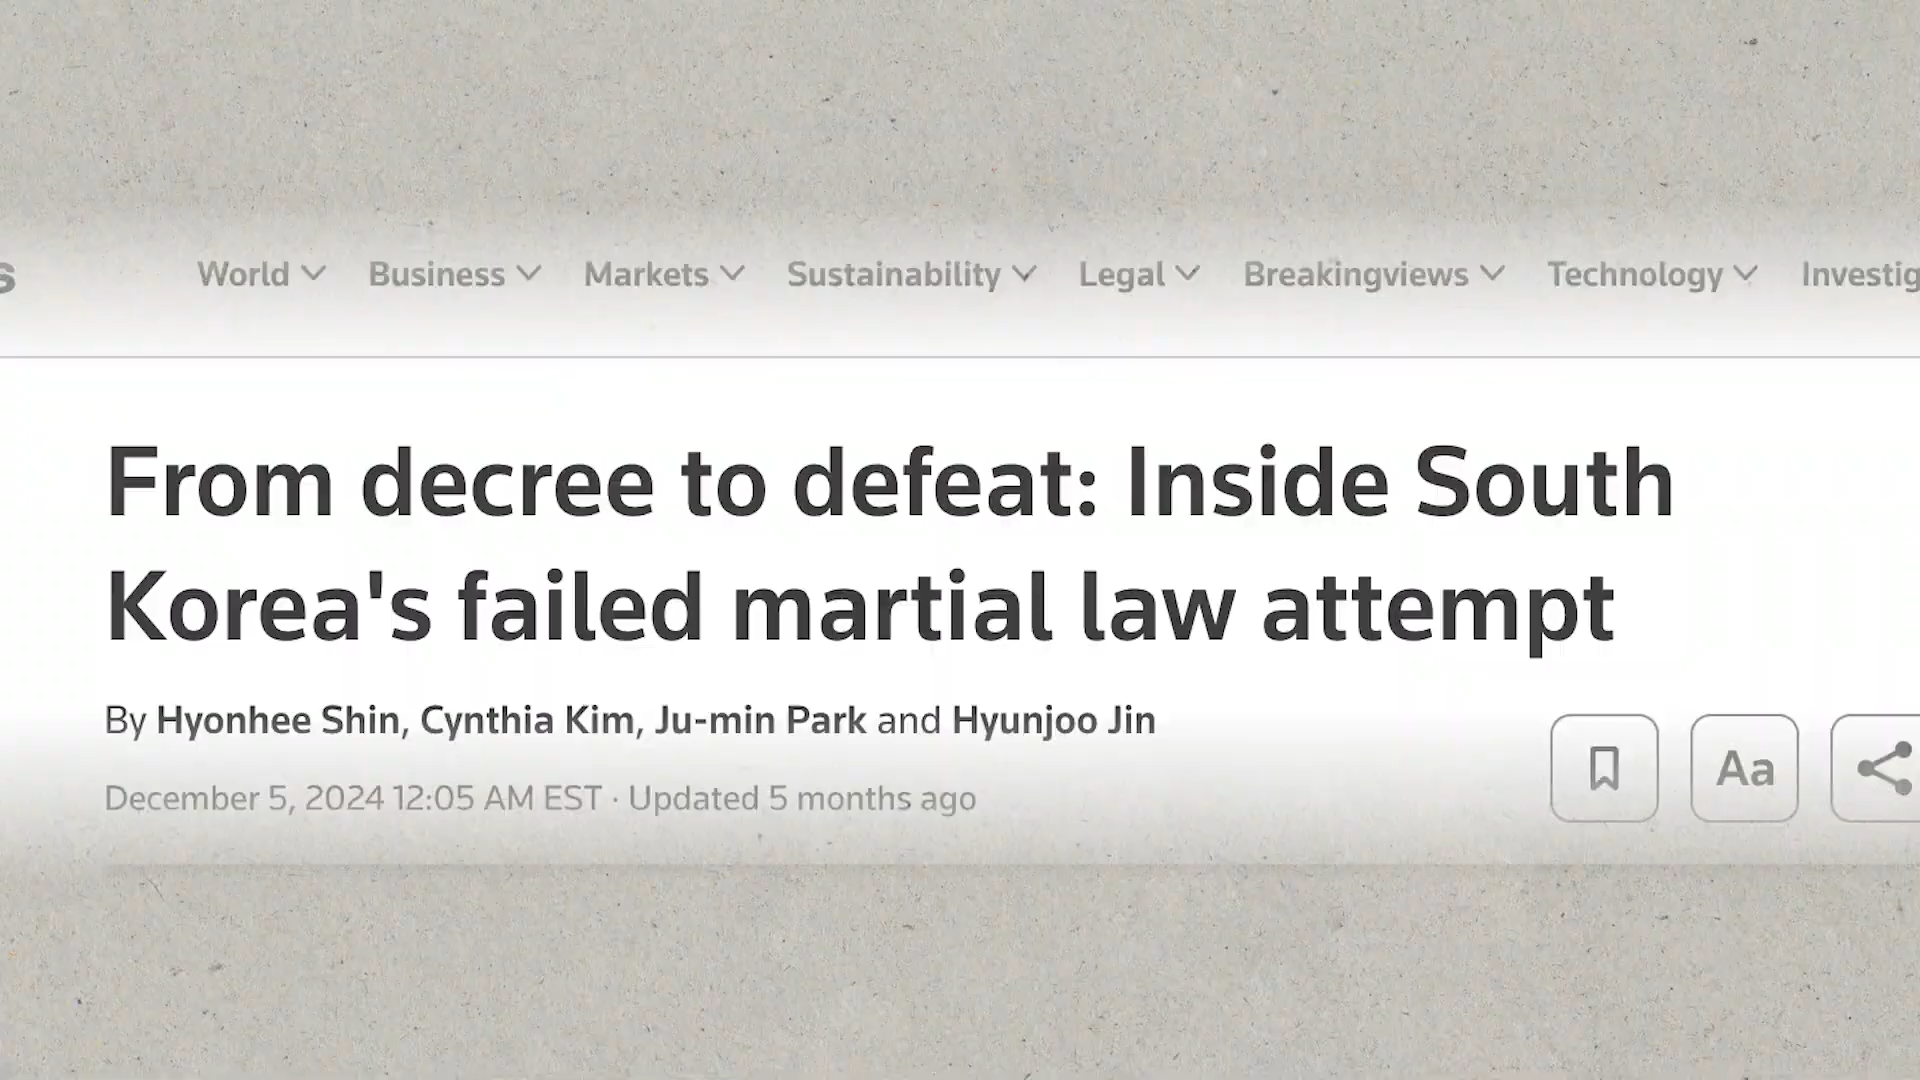 World Business Markets Sustainability Legal Breakingviews Technology
From decree to defeat: Inside South
Korea's failed martial law attempt
By Hyonhee Shin, Cynthia Kim, Ju-min Park and Hyunjoo Jin
December 5, 2024 12:05 AM EST · Updated 5 months ago
Aa